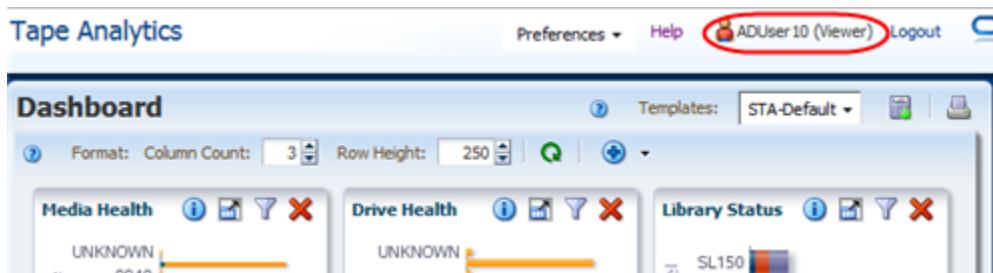 Tape Analytics
Preferences Help ADUser10 (Viewer) Logout
Dashboard Templates: STA-Default
Format: Column Count: 3 Row Height: 250
Media Health Drive Health Library Status
UNKNOWN UNKNOWN SL150